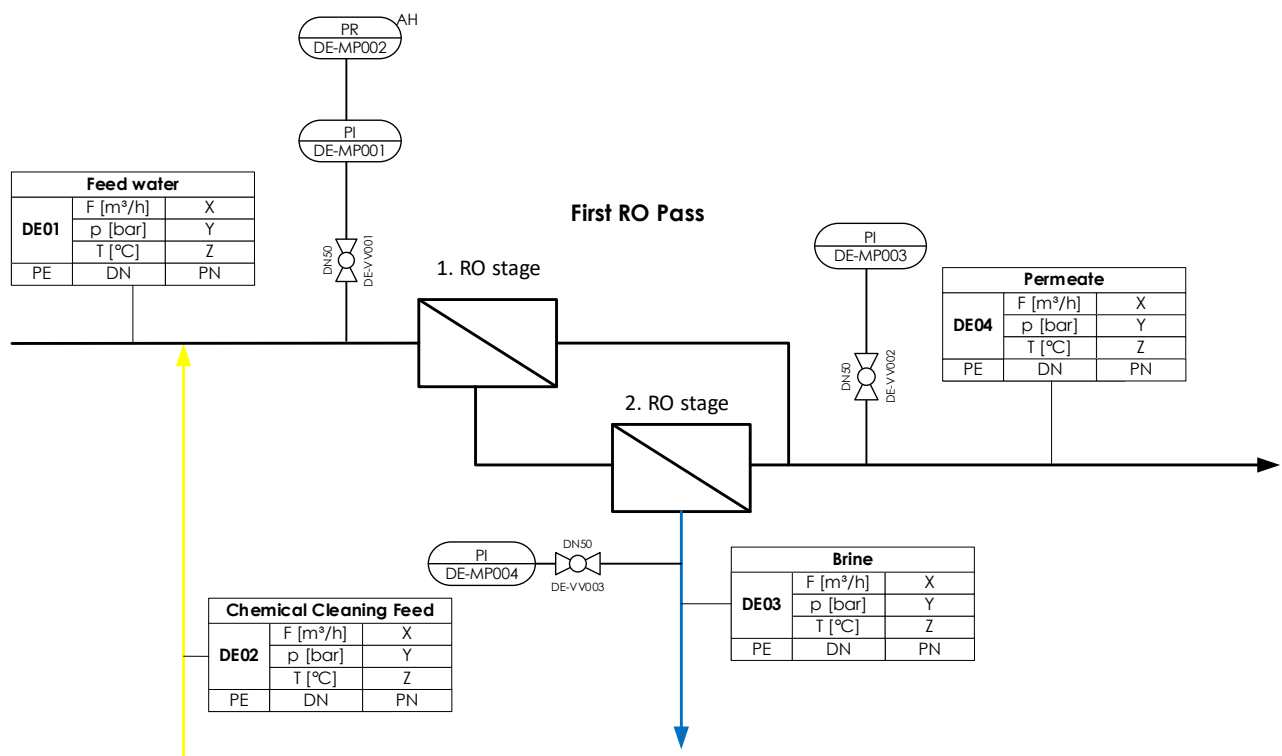 PR
AH
DE-MP002
PI
DE-MP001
Feed water
DE01
F [m³/h] X
p [bar] Y
T [°C] Z
PE DN PN
DN50
DE-VV001
First RO Pass
1. RO stage
PI
DE-MP003
DN50
DE-VV002
Permeate
DE04
F [m³/h] X
p [bar] Y
T [°C] Z
PE DN PN
2. RO stage
PI
DE-MP004
DN50
DE-VV003
Brine
DE03
F [m³/h] X
p [bar] Y
T [°C] Z
PE DN PN
Chemical Cleaning Feed
DE02
F [m³/h] X
p [bar] Y
T [°C] Z
PE DN PN